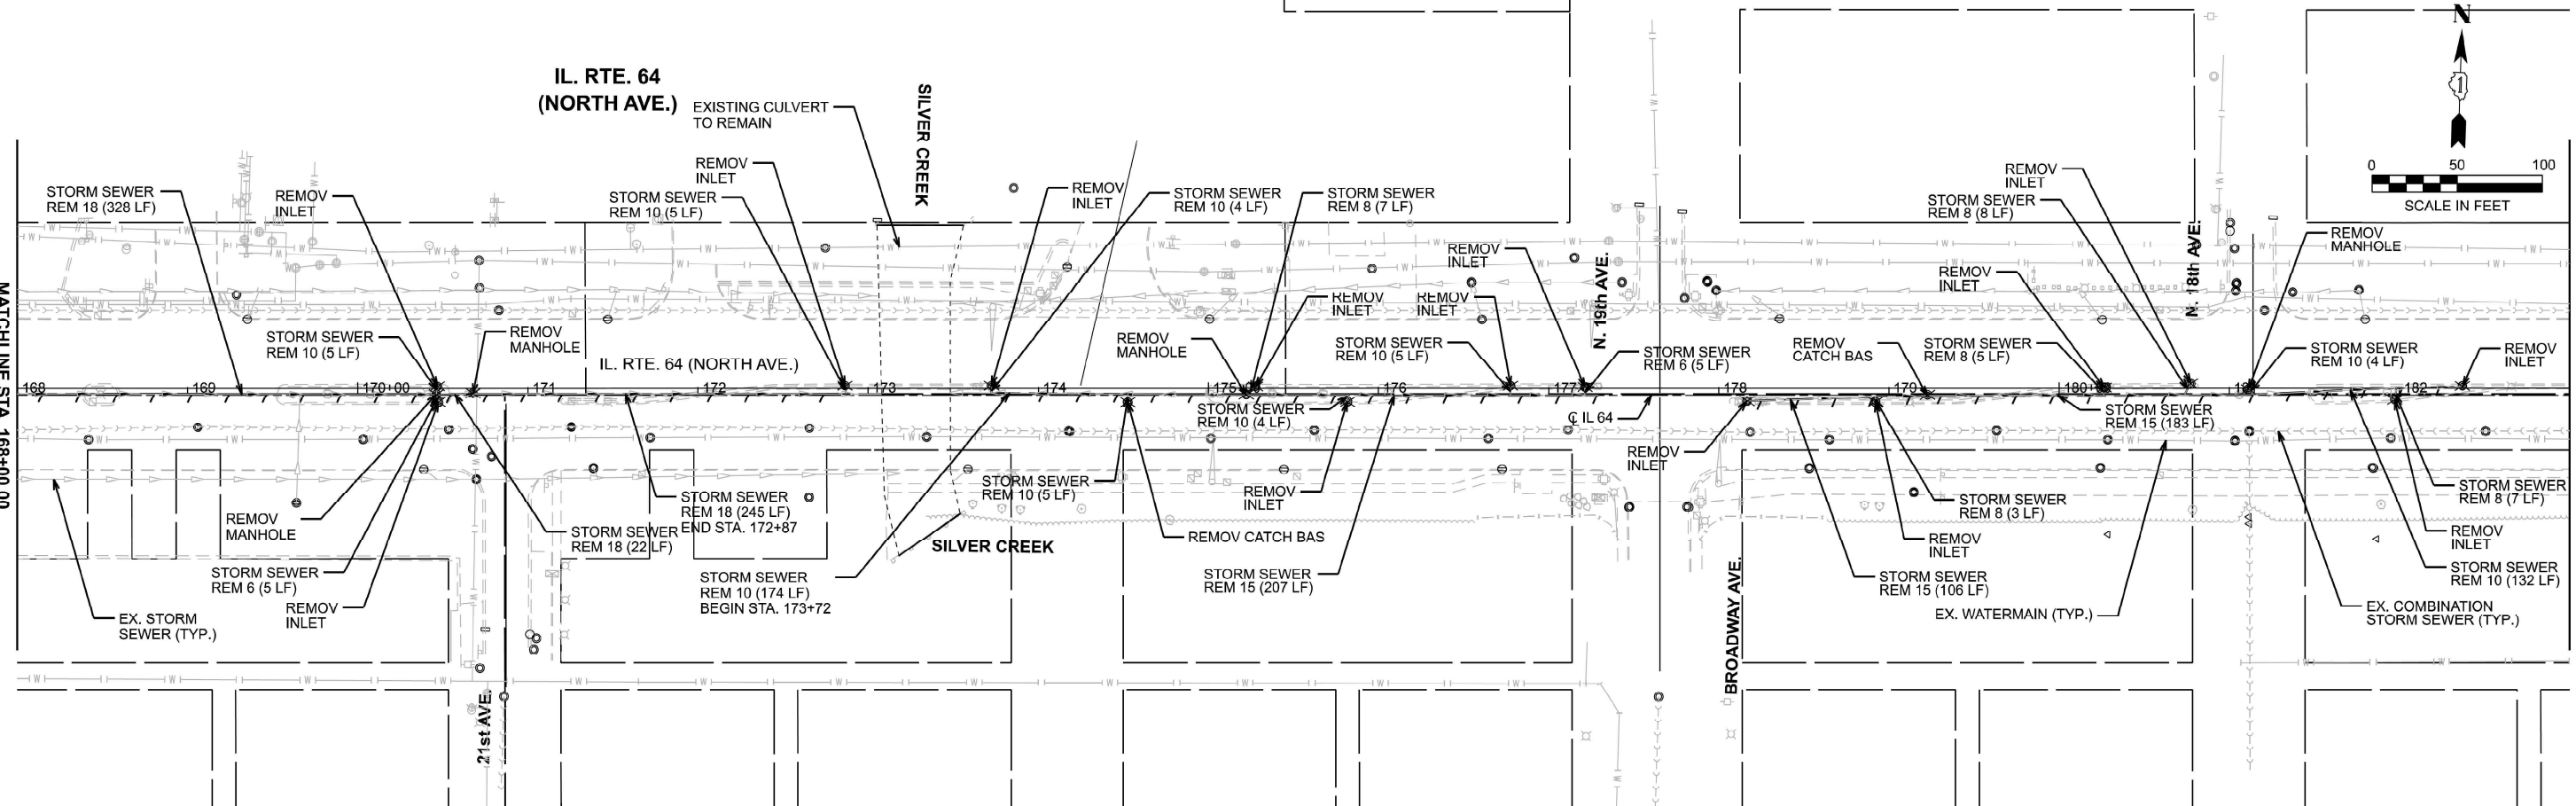 IL. RTE. 64
(NORTH AVE.)
EXISTING CULVERT
TO REMAIN
SILVER CREEK
N
0 50 100
SCALE IN FEET
STORM SEWER
REM 18 (328 LF)
REMOV
INLET
REMOV
INLET
STORM SEWER
REM 10 (5 LF)
REMOV
INLET
STORM SEWER
REM 10 (4 LF)
STORM SEWER
REM 8 (7 LF)
REMOV
INLET
STORM SEWER
REM 8 (8 LF)
N. 18th AVE.
REMOV
MANHOLE
REMOV
INLET
N. 19th AVE.
REMOV
INLET
REMOV
INLET
REMOV
INLET
STORM SEWER
REM 10 (5 LF)
REMOV
MANHOLE
IL. RTE. 64 (NORTH AVE.)
REMOV
MANHOLE
STORM SEWER
REM 10 (5 LF)
STORM SEWER
REM 6 (5 LF)
REMOV
CATCH BAS
STORM SEWER
REM 8 (5 LF)
STORM SEWER
REM 10 (4 LF)
REMOV
INLET
MATCHLINE STA. 168+00.00
168 169 170+00 171 172 173 174 175 176 177 178 179 180 181 182
STORM SEWER
REM 10 (4 LF)
℄ IL 64
STORM SEWER
REM 15 (183 LF)
REMOV
INLET
STORM SEWER
REM 10 (5 LF)
REMOV
INLET
STORM SEWER
REM 18 (245 LF)
END STA. 172+87
STORM SEWER
REM 8 (3 LF)
STORM SEWER
REM 8 (7 LF)
REMOV
MANHOLE
STORM SEWER
REM 18 (22 LF)
REMOV CATCH BAS
SILVER CREEK
REMOV
INLET
REMOV
INLET
STORM SEWER
REM 6 (5 LF)
STORM SEWER
REM 10 (174 LF)
BEGIN STA. 173+72
STORM SEWER
REM 15 (207 LF)
STORM SEWER
REM 15 (106 LF)
STORM SEWER
REM 10 (132 LF)
REMOV
INLET
EX. STORM
SEWER (TYP.)
EX. WATERMAIN (TYP.)
EX. COMBINATION
STORM SEWER (TYP.)
BROADWAY AVE.
21st AVE.